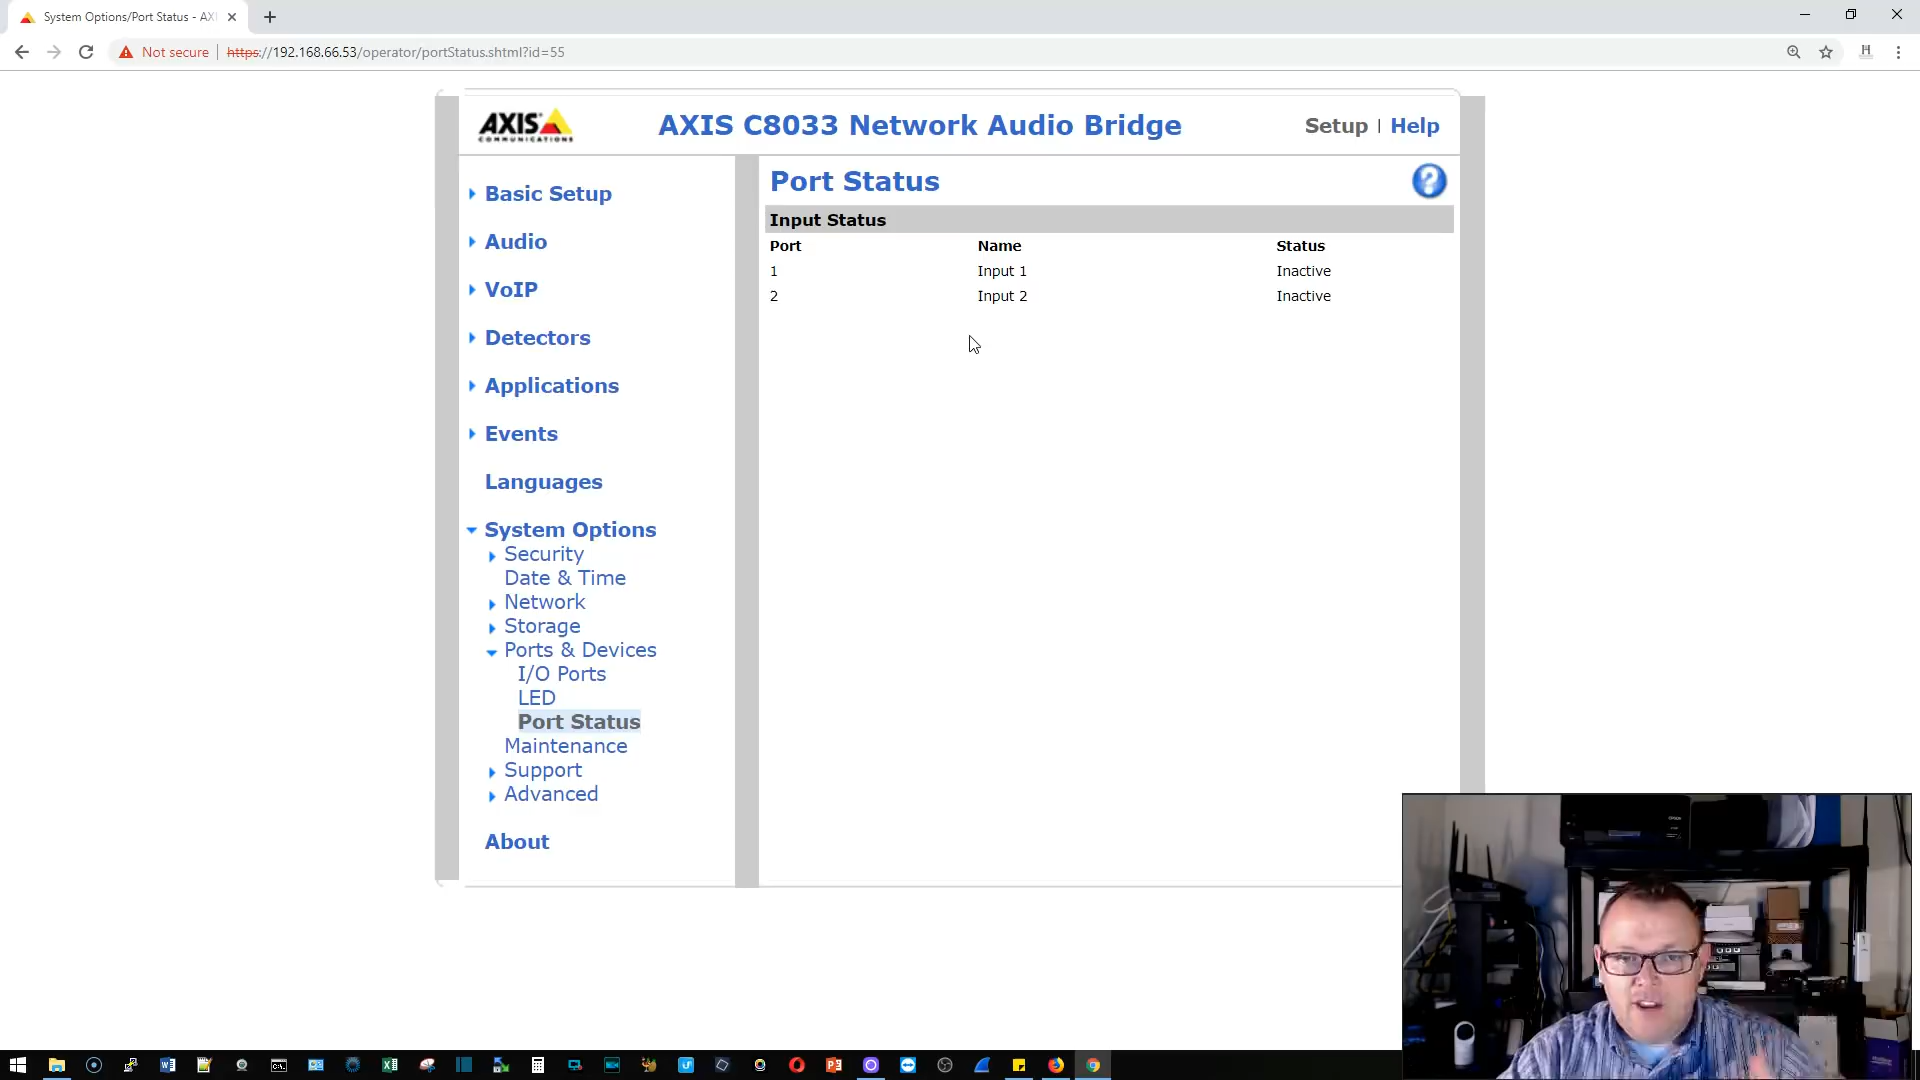 System Options/Port Status - AXI
Not secure | https://192.168.66.53/operator/portStatus.shtml?id=55
AXIS
COMMUNICATIONS
AXIS C8033 Network Audio Bridge
Setup | Help
Basic Setup
Audio
VoIP
Detectors
Applications
Events
Languages
System Options
Security
Date & Time
Network
Storage
Ports & Devices
I/O Ports
LED
Port Status
Maintenance
Support
Advanced
About
Port Status
Input Status
Port Name Status
1 Input 1 Inactive
2 Input 2 Inactive